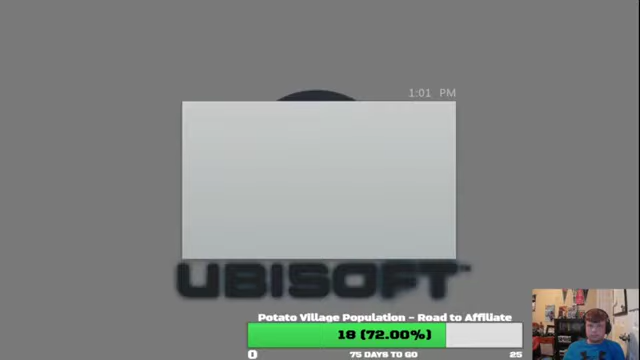 1:01 PM
UBISOFT
Potato Village Population - Road to Affiliate
18 (72.00%)
0 75 DAYS TO GO 25